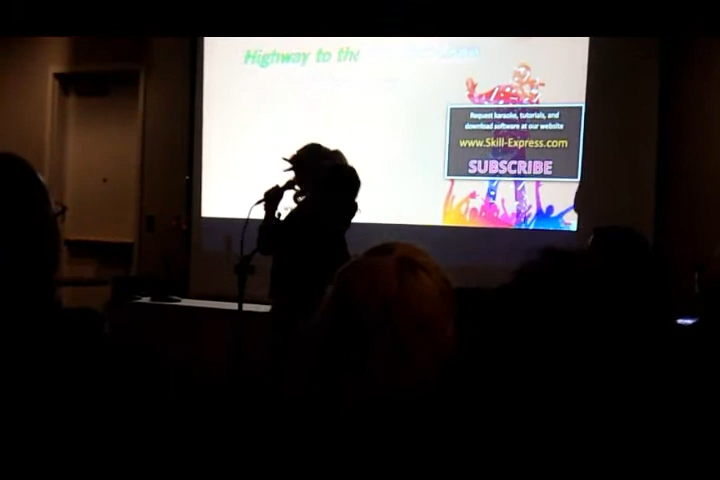 Highway to the
Request karaoke, tutorials, and
download software at our website
www.Skill-Express.com
SUBSCRIBE